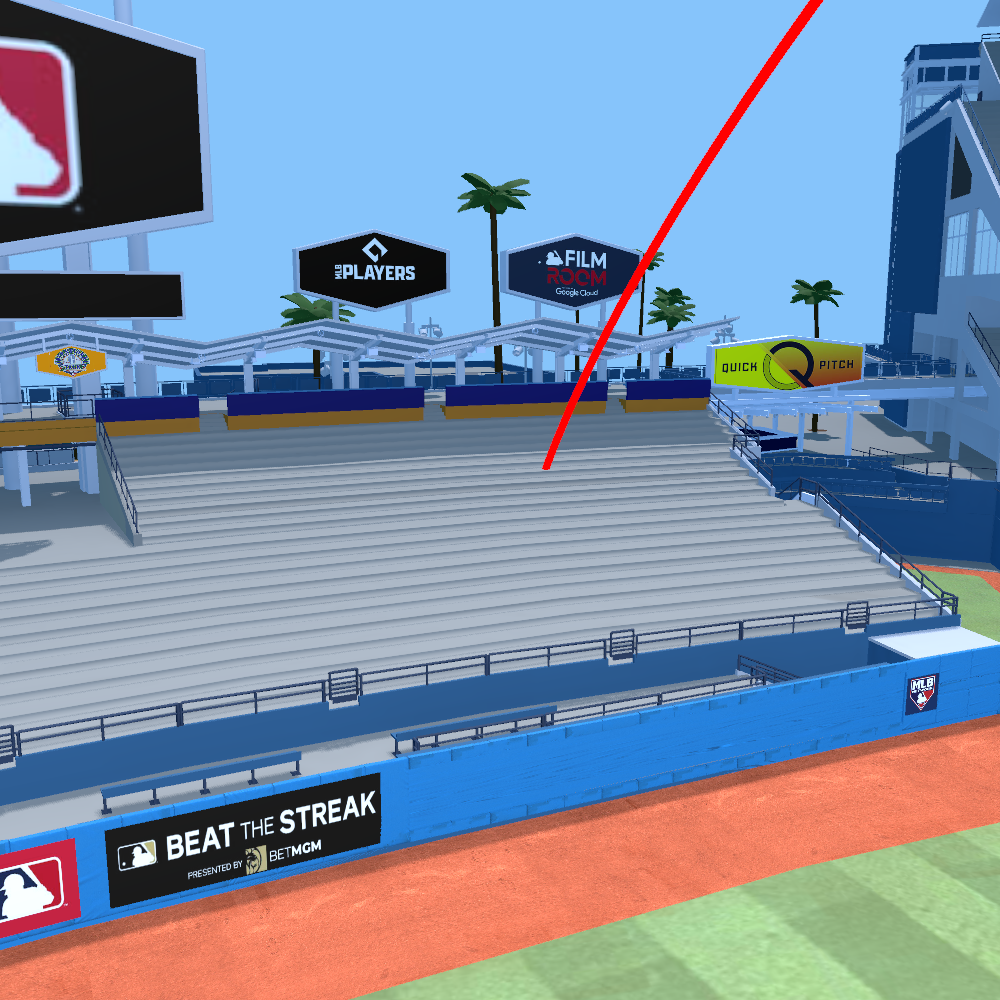 MLB PLAYERS
FILM
ROOM
Google Cloud
QUICK PITCH
MLB
BEAT THE STREAK
PRESENTED BY BETMGM